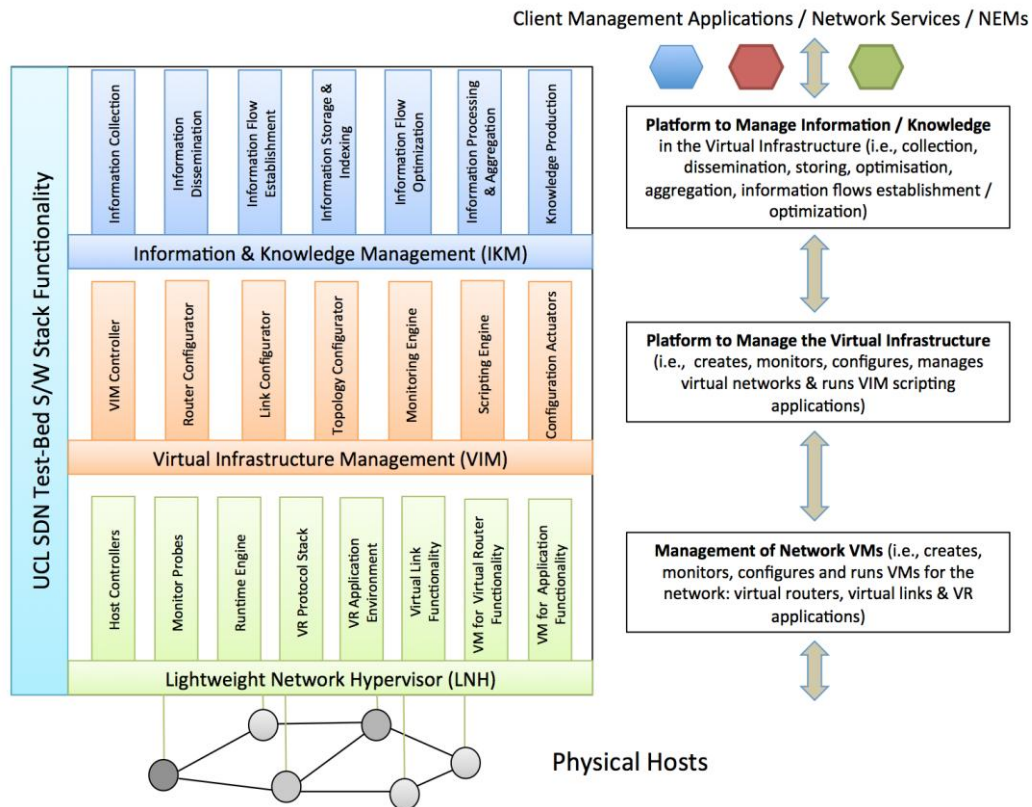 Client Management Applications / Network Services / NEMs
UCL SDN Test-Bed S/W Stack Functionality
Information Collection
Information
Dissemination
Information Flow
Establishment
Information Storage &
Indexing
Information Flow
Optimization
Information Processing
& Aggregation
Knowledge Production
Information & Knowledge Management (IKM)
Platform to Manage Information / Knowledge
in the Virtual Infrastructure (i.e., collection,
dissemination, storing, optimisation,
aggregation, information flows establishment /
optimization)
VIM Controller
Router Configurator
Link Configurator
Topology Configurator
Monitoring Engine
Scripting Engine
Configuration Actuators
Virtual Infrastructure Management (VIM)
Platform to Manage the Virtual Infrastructure
(i.e., creates, monitors, configures, manages
virtual networks & runs VIM scripting
applications)
Host Controllers
Monitor Probes
Runtime Engine
VR Protocol Stack
VR Application
Environment
Virtual Link
Functionality
VM for Virtual Router
Functionality
VM for Application
Functionality
Lightweight Network Hypervisor (LNH)
Management of Network VMs (i.e., creates,
monitors, configures and runs VMs for the
network: virtual routers, virtual links & VR
applications)
Physical Hosts